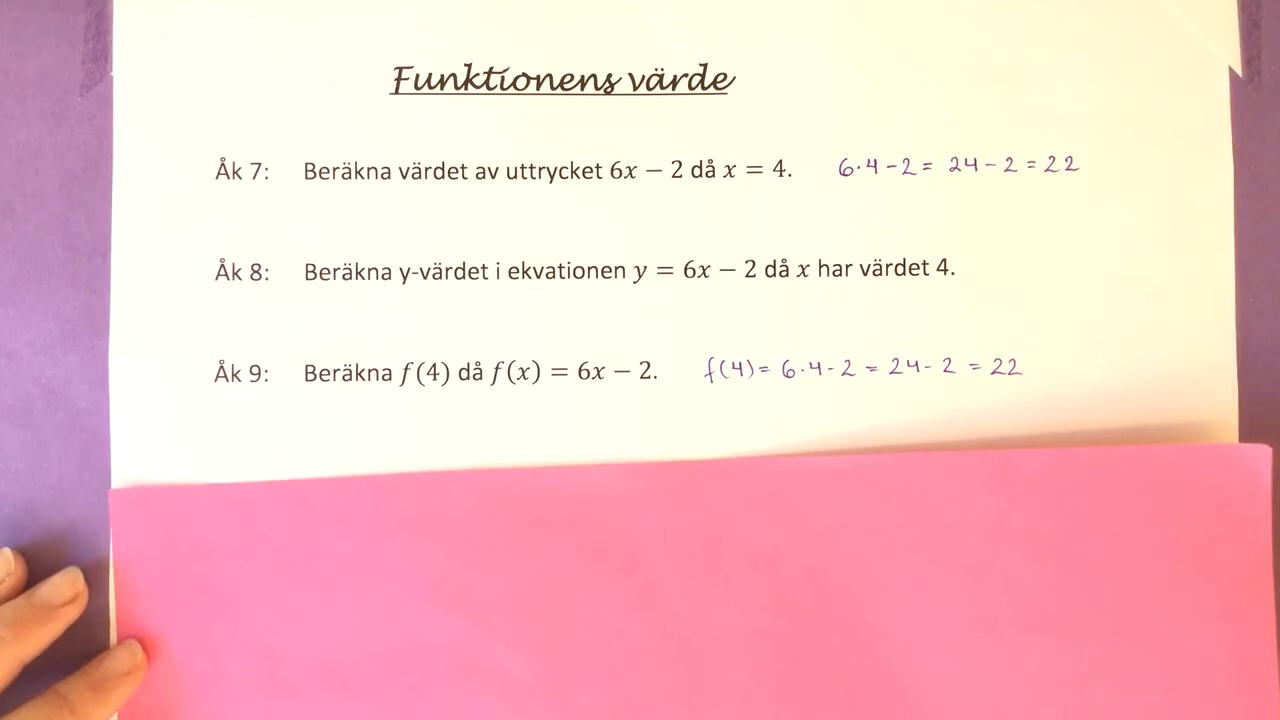 Funktionens värde
Åk 7: Beräkna värdet av uttrycket 6x − 2 då x = 4. 6·4−2 = 24−2 = 22
Åk 8: Beräkna y-värdet i ekvationen y = 6x − 2 då x har värdet 4.
Åk 9: Beräkna f(4) då f(x) = 6x − 2. f(4) = 6·4-2 = 24-2 = 22